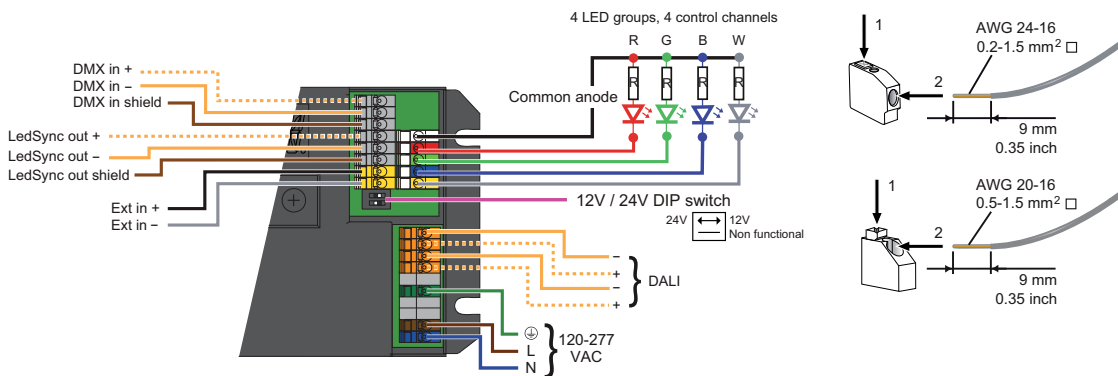 4 LED groups, 4 control channels
R G B W
R R R R
Common anode
DMX in +
DMX in −
DMX in shield
LedSync out +
LedSync out −
LedSync out shield
Ext in +
Ext in −
12V / 24V DIP switch
24V 12V
Non functional
−
+
−
+
DALI
L
N
120-277
VAC
1
2
AWG 24-16
0.2-1.5 mm² □
9 mm
0.35 inch
1
2
AWG 20-16
0.5-1.5 mm² □
9 mm
0.35 inch